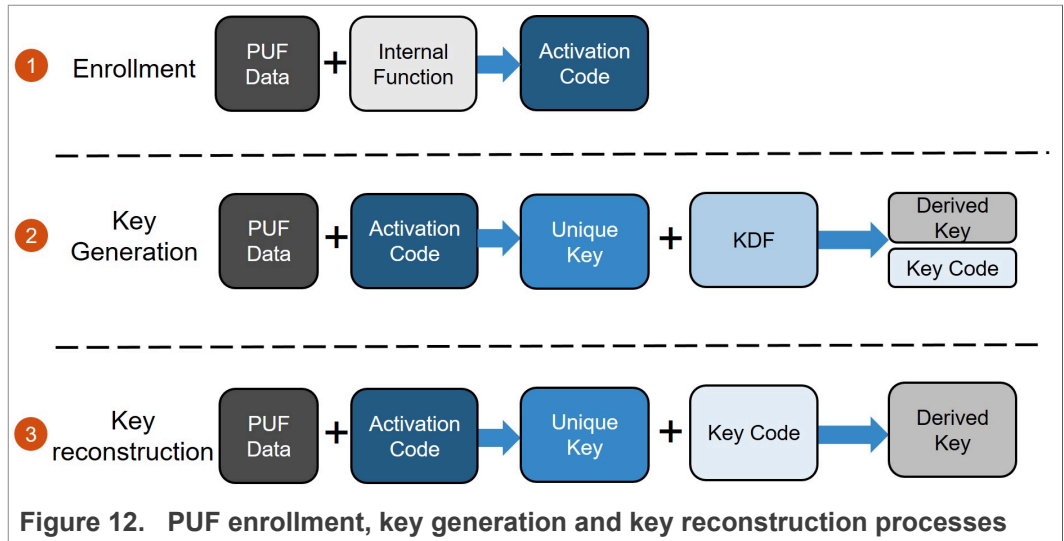 1
Enrollment
PUF
Data
+
Internal
Function
Activation
Code
2
Key
Generation
PUF
Data
+
Activation
Code
Unique
Key
+
KDF
Derived
Key
Key Code
3
Key
reconstruction
PUF
Data
+
Activation
Code
Unique
Key
+
Key Code
Derived
Key
Figure 12. PUF enrollment, key generation and key reconstruction processes